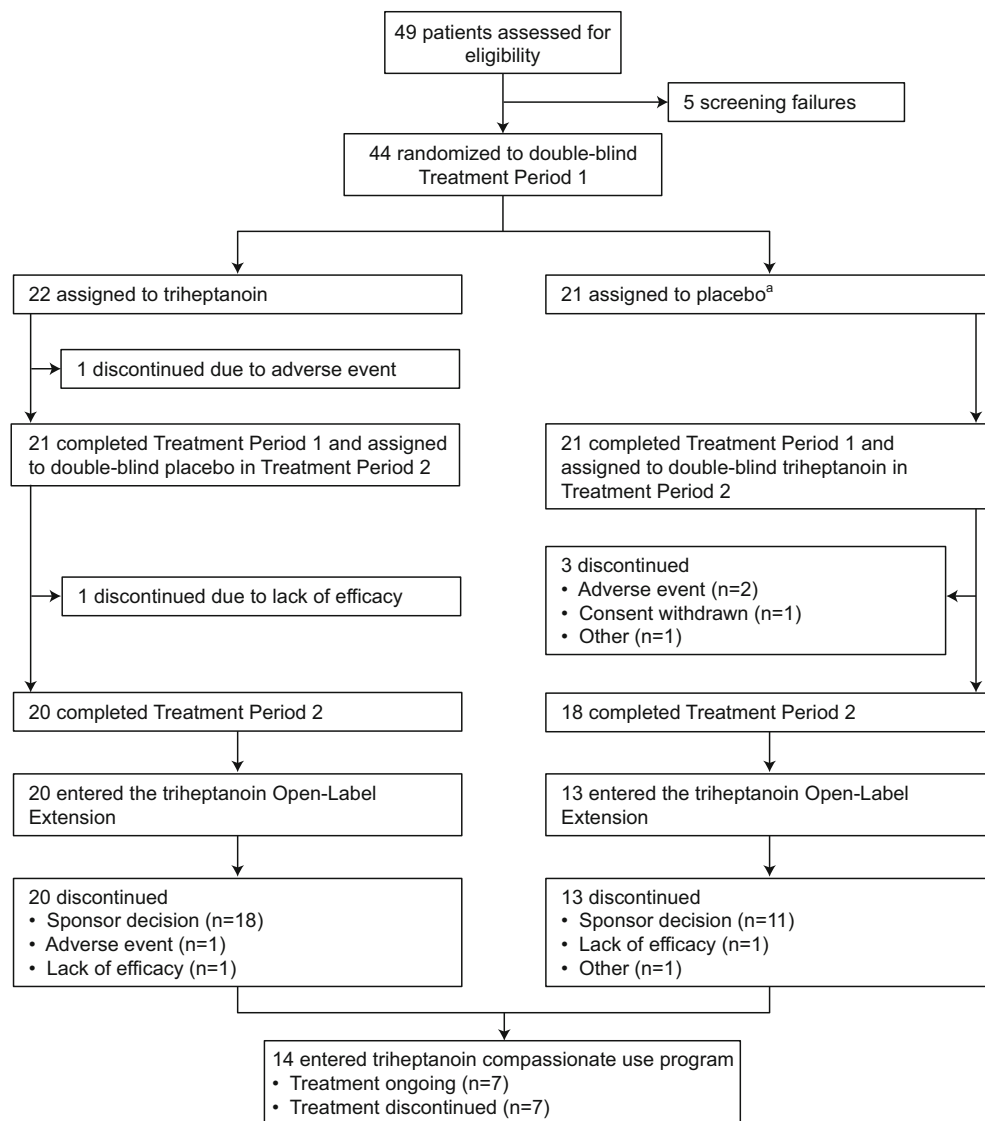 49 patients assessed for
eligibility
5 screening failures
44 randomized to double-blind
Treatment Period 1
22 assigned to triheptanoin
21 assigned to placeboᵃ
1 discontinued due to adverse event
21 completed Treatment Period 1 and assigned
to double-blind placebo in Treatment Period 2
21 completed Treatment Period 1 and
assigned to double-blind triheptanoin in
Treatment Period 2
1 discontinued due to lack of efficacy
3 discontinued
• Adverse event (n=2)
• Consent withdrawn (n=1)
• Other (n=1)
20 completed Treatment Period 2
18 completed Treatment Period 2
20 entered the triheptanoin Open-Label
Extension
13 entered the triheptanoin Open-Label
Extension
20 discontinued
• Sponsor decision (n=18)
• Adverse event (n=1)
• Lack of efficacy (n=1)
13 discontinued
• Sponsor decision (n=11)
• Lack of efficacy (n=1)
• Other (n=1)
14 entered triheptanoin compassionate use program
• Treatment ongoing (n=7)
• Treatment discontinued (n=7)